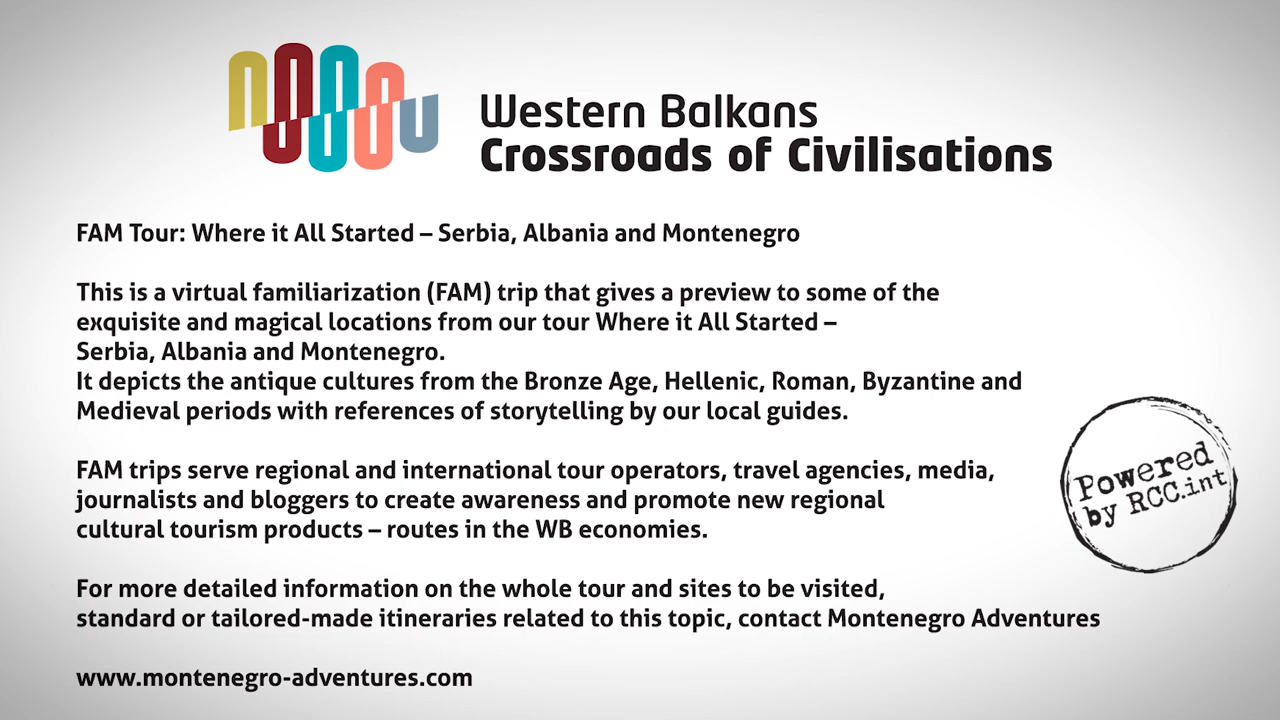 Western Balkans
Crossroads of Civilisations
FAM Tour: Where it All Started – Serbia, Albania and Montenegro
This is a virtual familiarization (FAM) trip that gives a preview to some of the
exquisite and magical locations from our tour Where it All Started –
Serbia, Albania and Montenegro.
It depicts the antique cultures from the Bronze Age, Hellenic, Roman, Byzantine and
Medieval periods with references of storytelling by our local guides.
FAM trips serve regional and international tour operators, travel agencies, media,
journalists and bloggers to create awareness and promote new regional
cultural tourism products – routes in the WB economies.
Powered
by RCC.int
For more detailed information on the whole tour and sites to be visited,
standard or tailored-made itineraries related to this topic, contact Montenegro Adventures
www.montenegro-adventures.com